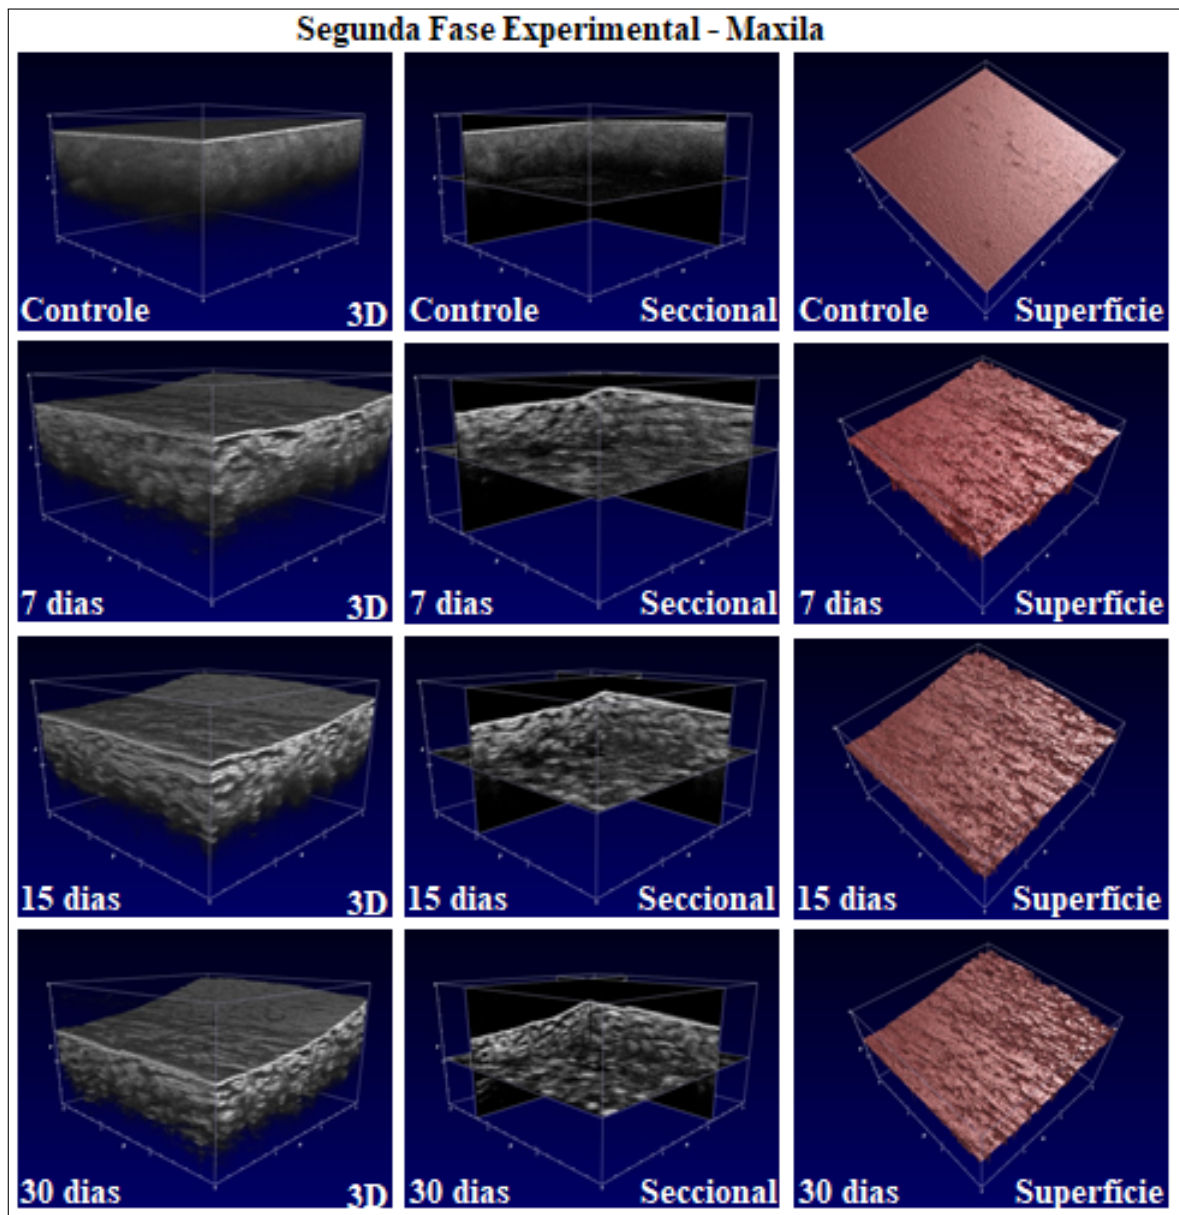 Segunda Fase Experimental - Maxila
Controle 3D
Controle Seccional
Controle Superfície
7 dias 3D
7 dias Seccional
7 dias Superfície
15 dias 3D
15 dias Seccional
15 dias Superfície
30 dias 3D
30 dias Seccional
30 dias Superfície